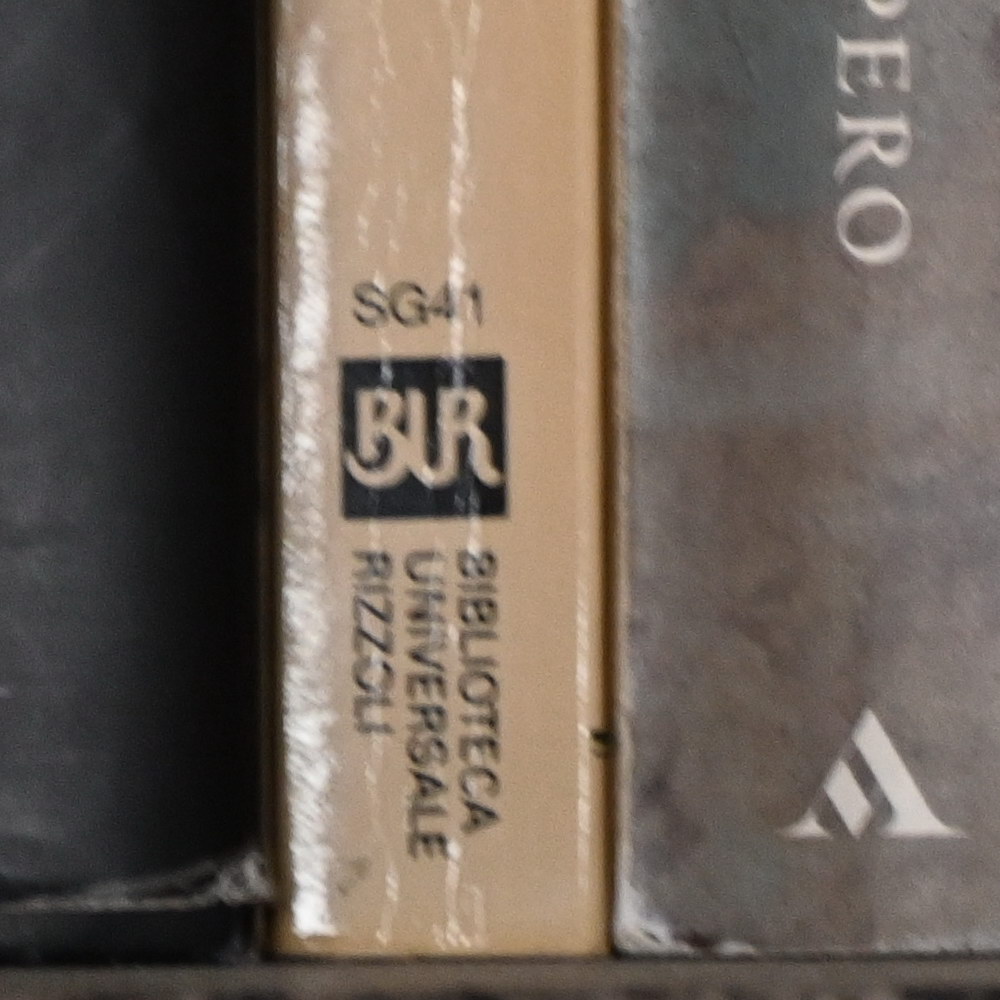 SG41
BUR
BIBLIOTECA
UNIVERSALE
RIZZOLI
PERO